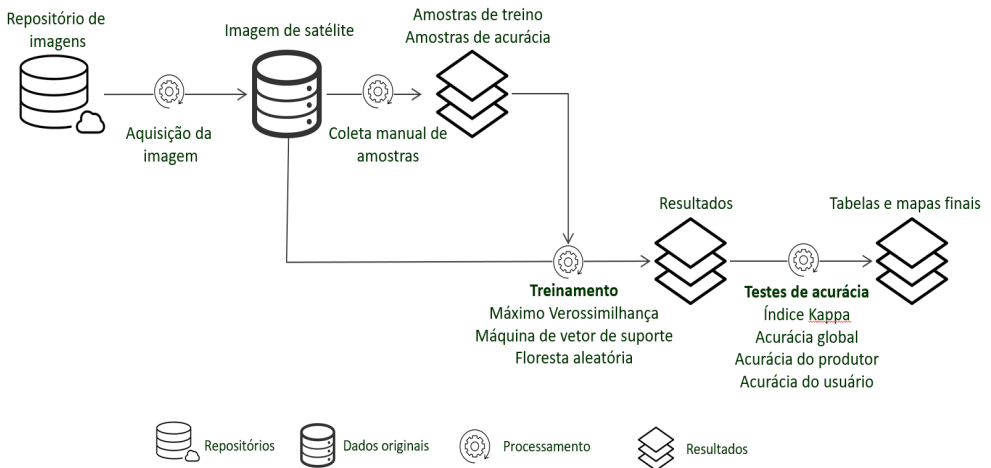 Repositório de
imagens
Imagem de satélite
Amostras de treino
Amostras de acurácia
Aquisição da
imagem
Coleta manual de
amostras
Resultados
Tabelas e mapas finais
Treinamento
Máximo Verossimilhança
Máquina de vetor de suporte
Floresta aleatória
Testes de acurácia
Índice Kappa
Acurácia global
Acurácia do produtor
Acurácia do usuário
Repositórios
Dados originais
Processamento
Resultados